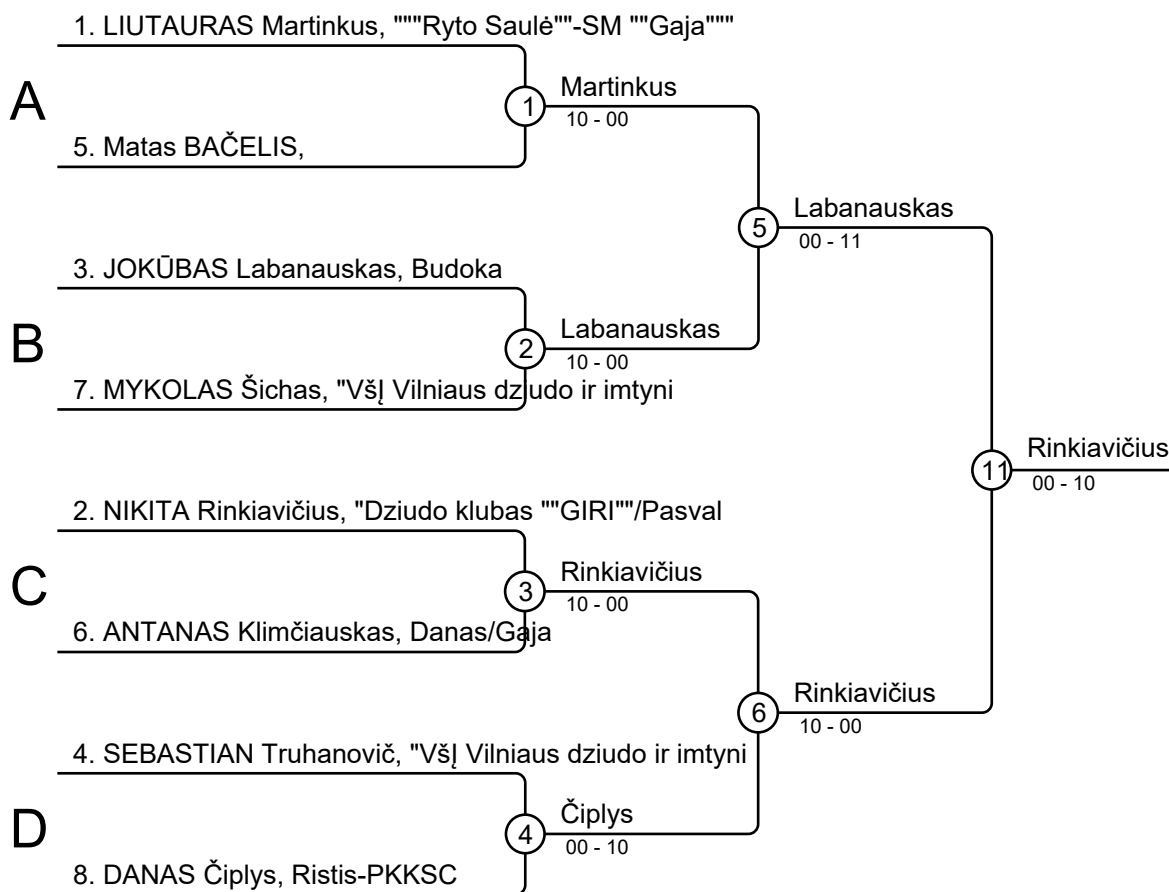 1. LIUTAURAS Martinkus, """Ryto Saulė""-SM ""Gaja"""
A
1
Martinkus
10 - 00
5. Matas BAČELIS,
5
Labanauskas
00 - 11
3. JOKŪBAS Labanauskas, Budoka
B
2
Labanauskas
10 - 00
7. MYKOLAS Šichas, "VšĮ Vilniaus dziudo ir imtyni
11
Rinkiavičius
00 - 10
2. NIKITA Rinkiavičius, "Dziudo klubas ""GIRI""/Pasval
C
3
Rinkiavičius
10 - 00
6. ANTANAS Klimčiauskas, Danas/Gaja
6
Rinkiavičius
10 - 00
4. SEBASTIAN Truhanovič, "VšĮ Vilniaus dziudo ir imtyni
D
4
Čiplys
00 - 10
8. DANAS Čiplys, Ristis-PKKSC